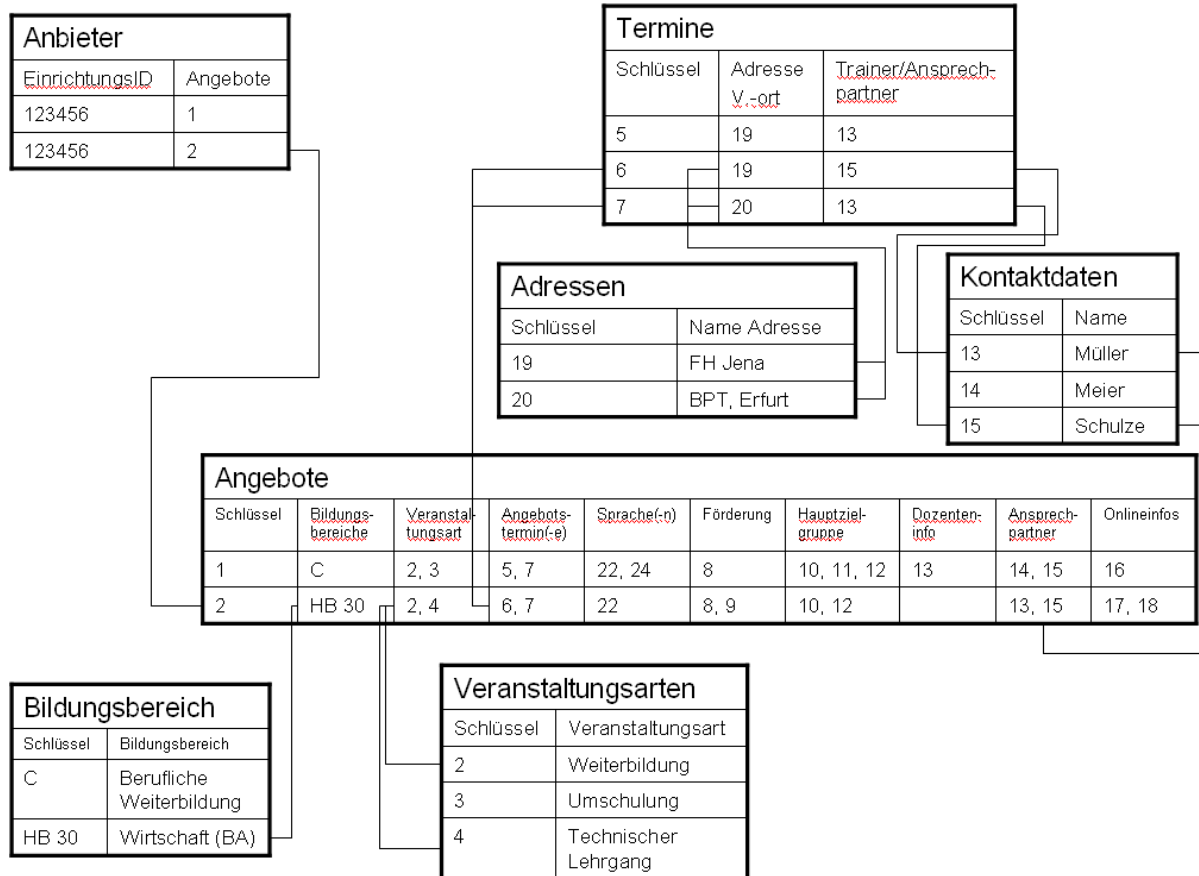 Anbieter
EinrichtungsID Angebote
123456 1
123456 2
Termine
Schlüssel Adresse Trainer/Ansprech-
V.-ort partner
5 19 13
6 19 15
7 20 13
Adressen
Schlüssel Name Adresse
19 FH Jena
20 BPT, Erfurt
Kontaktdaten
Schlüssel Name
13 Müller
14 Meier
15 Schulze
Angebote
Schlüssel Bildungs- Veranstal- Angebots- Sprache(-n) Förderung Hauptziel- Dozenten- Ansprech- Onlineinfos
bereiche tungsart termin(-e) gruppe info partner
1 C 2, 3 5, 7 22, 24 8 10, 11, 12 13 14, 15 16
2 HB 30 2, 4 6, 7 22 8, 9 10, 12 13, 15 17, 18
Bildungsbereich
Schlüssel Bildungsbereich
C Berufliche
Weiterbildung
HB 30 Wirtschaft (BA)
Veranstaltungsarten
Schlüssel Veranstaltungsart
2 Weiterbildung
3 Umschulung
4 Technischer
Lehrgang